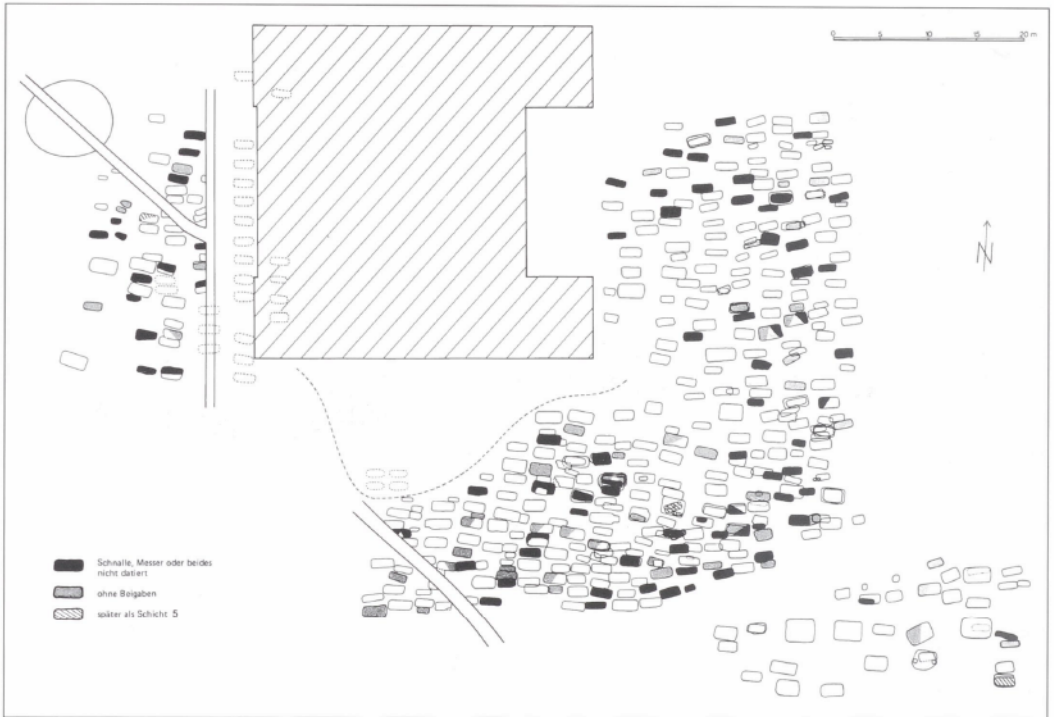 0 5 10 15 20 m
N
Schnalle, Messer oder beides
nicht datiert
ohne Beigaben
später als Schicht 5